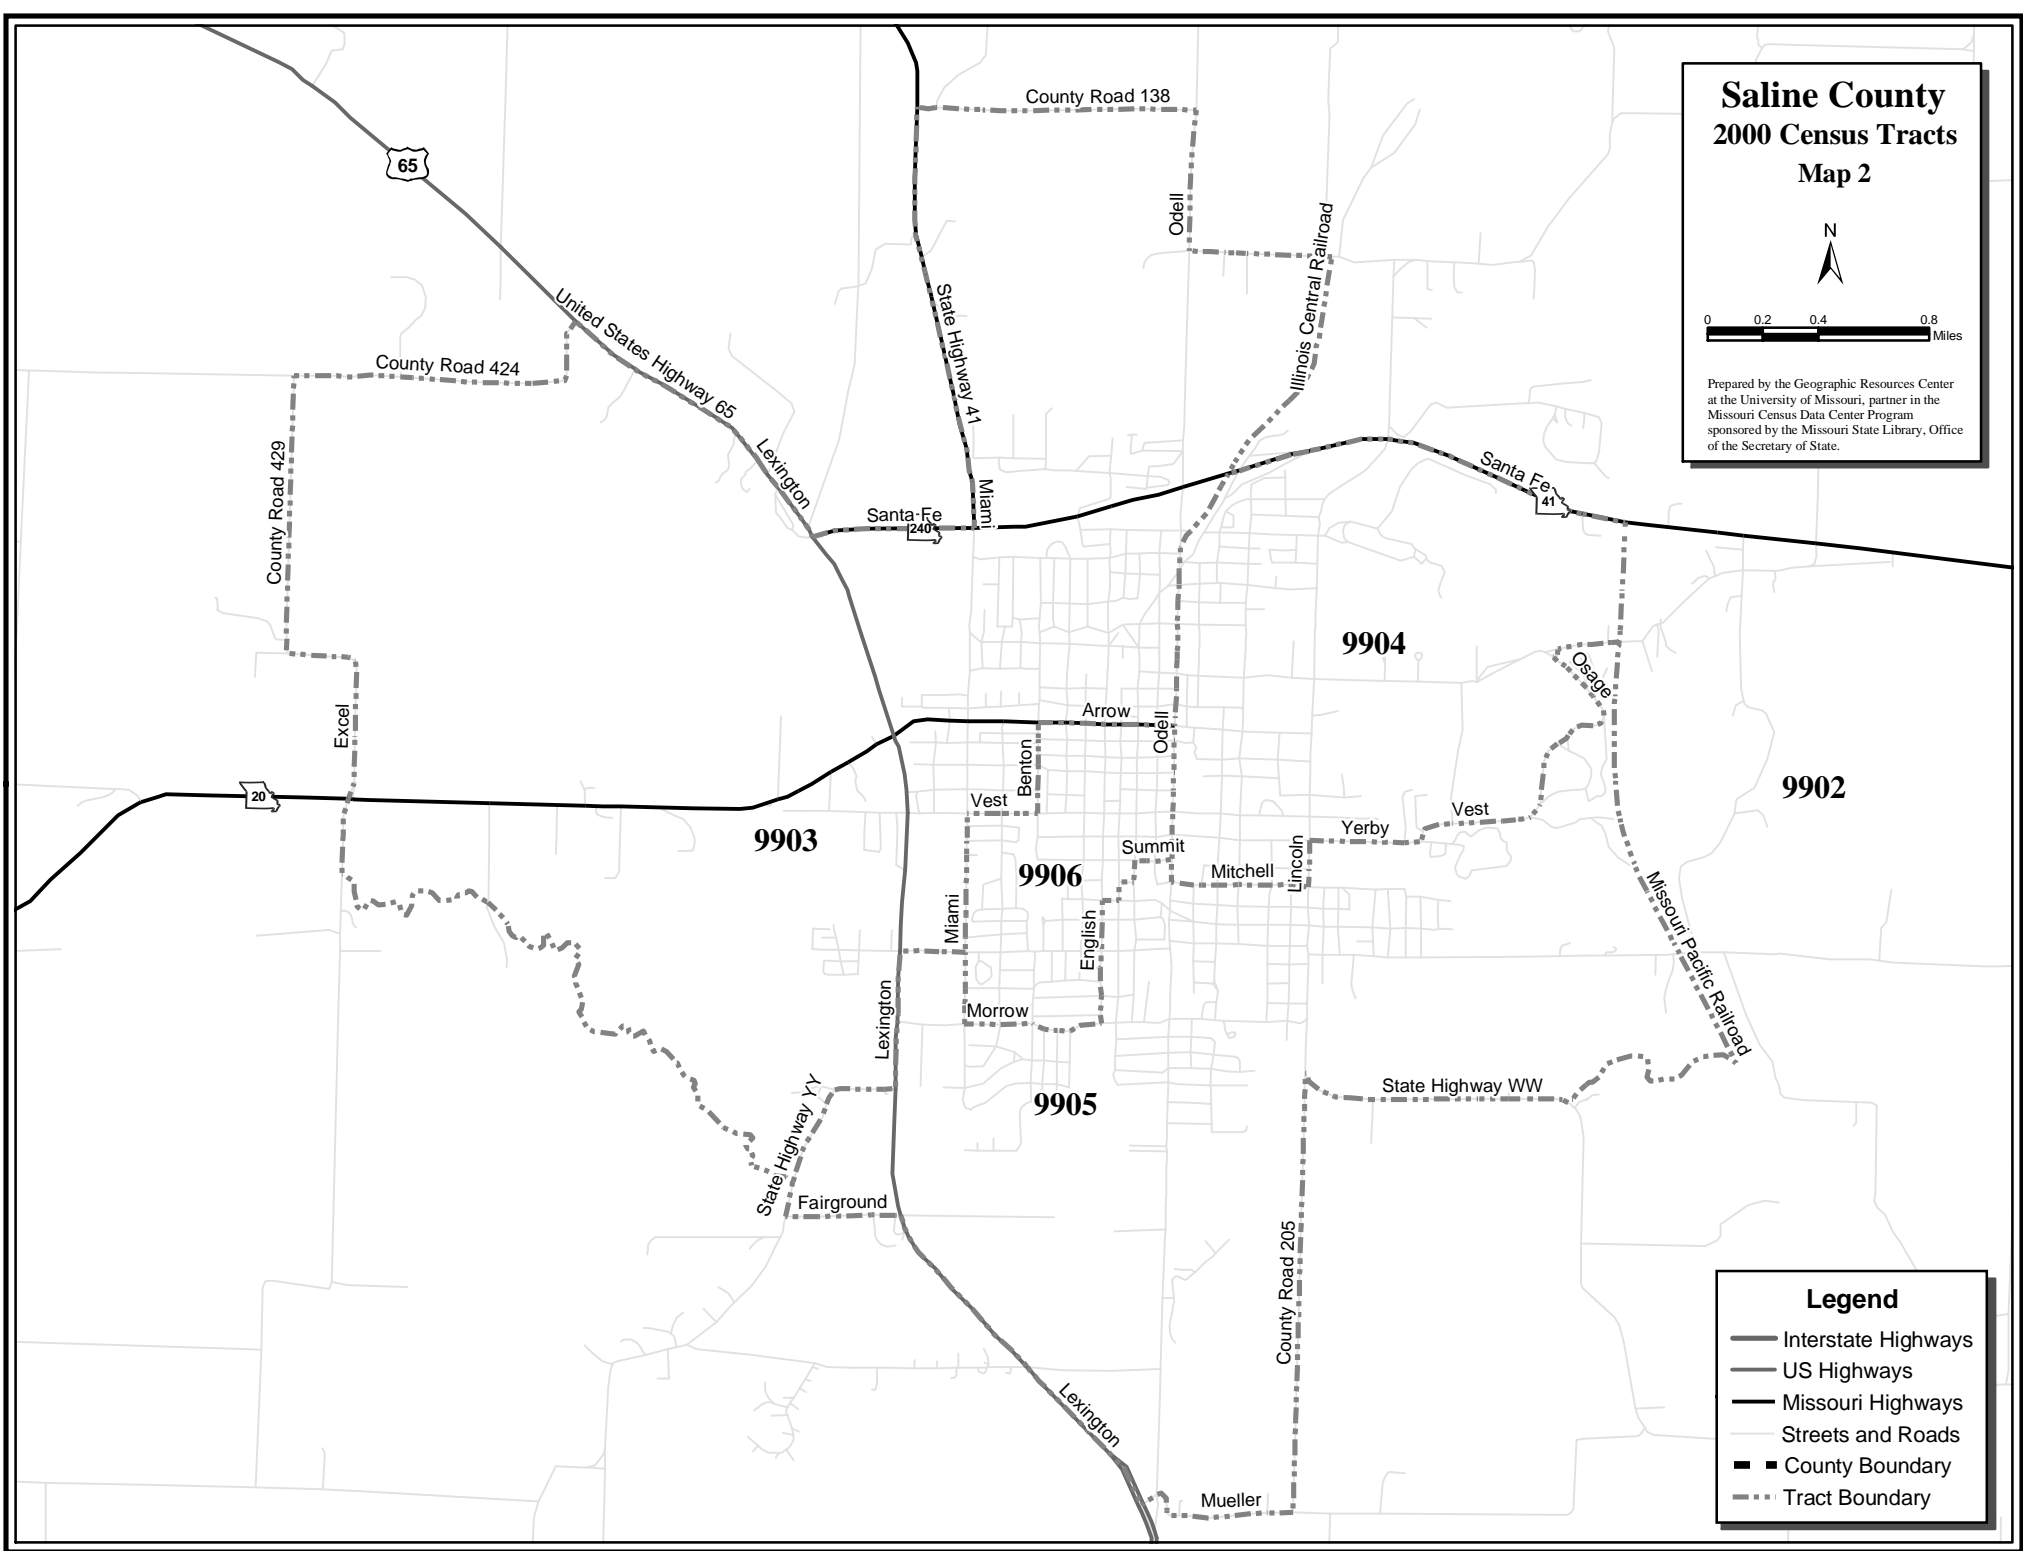 Saline County
2000 Census Tracts
Map 2
N
0 0.2 0.4 0.8
Miles
Prepared by the Geographic Resources Center
at the University of Missouri, partner in the
Missouri Census Data Center Program
sponsored by the Missouri State Library, Office
of the Secretary of State.
County Road 138
65
Odell
Illinois Central Railroad
United States Highway 65
State Highway 41
County Road 424
County Road 429
Lexington
Santa Fe
240
Miami
Santa Fe
41
9904
Osage
Excel
Arrow
Odell
Benton
20
Vest
9903
9902
Vest
Yerby
Lincoln
Summit
Mitchell
9906
Miami
English
Missouri Pacific Railroad
Morrow
Lexington
State Highway YY
9905
State Highway WW
Fairground
County Road 205
Lexington
Mueller
Legend
Interstate Highways
US Highways
Missouri Highways
Streets and Roads
County Boundary
Tract Boundary